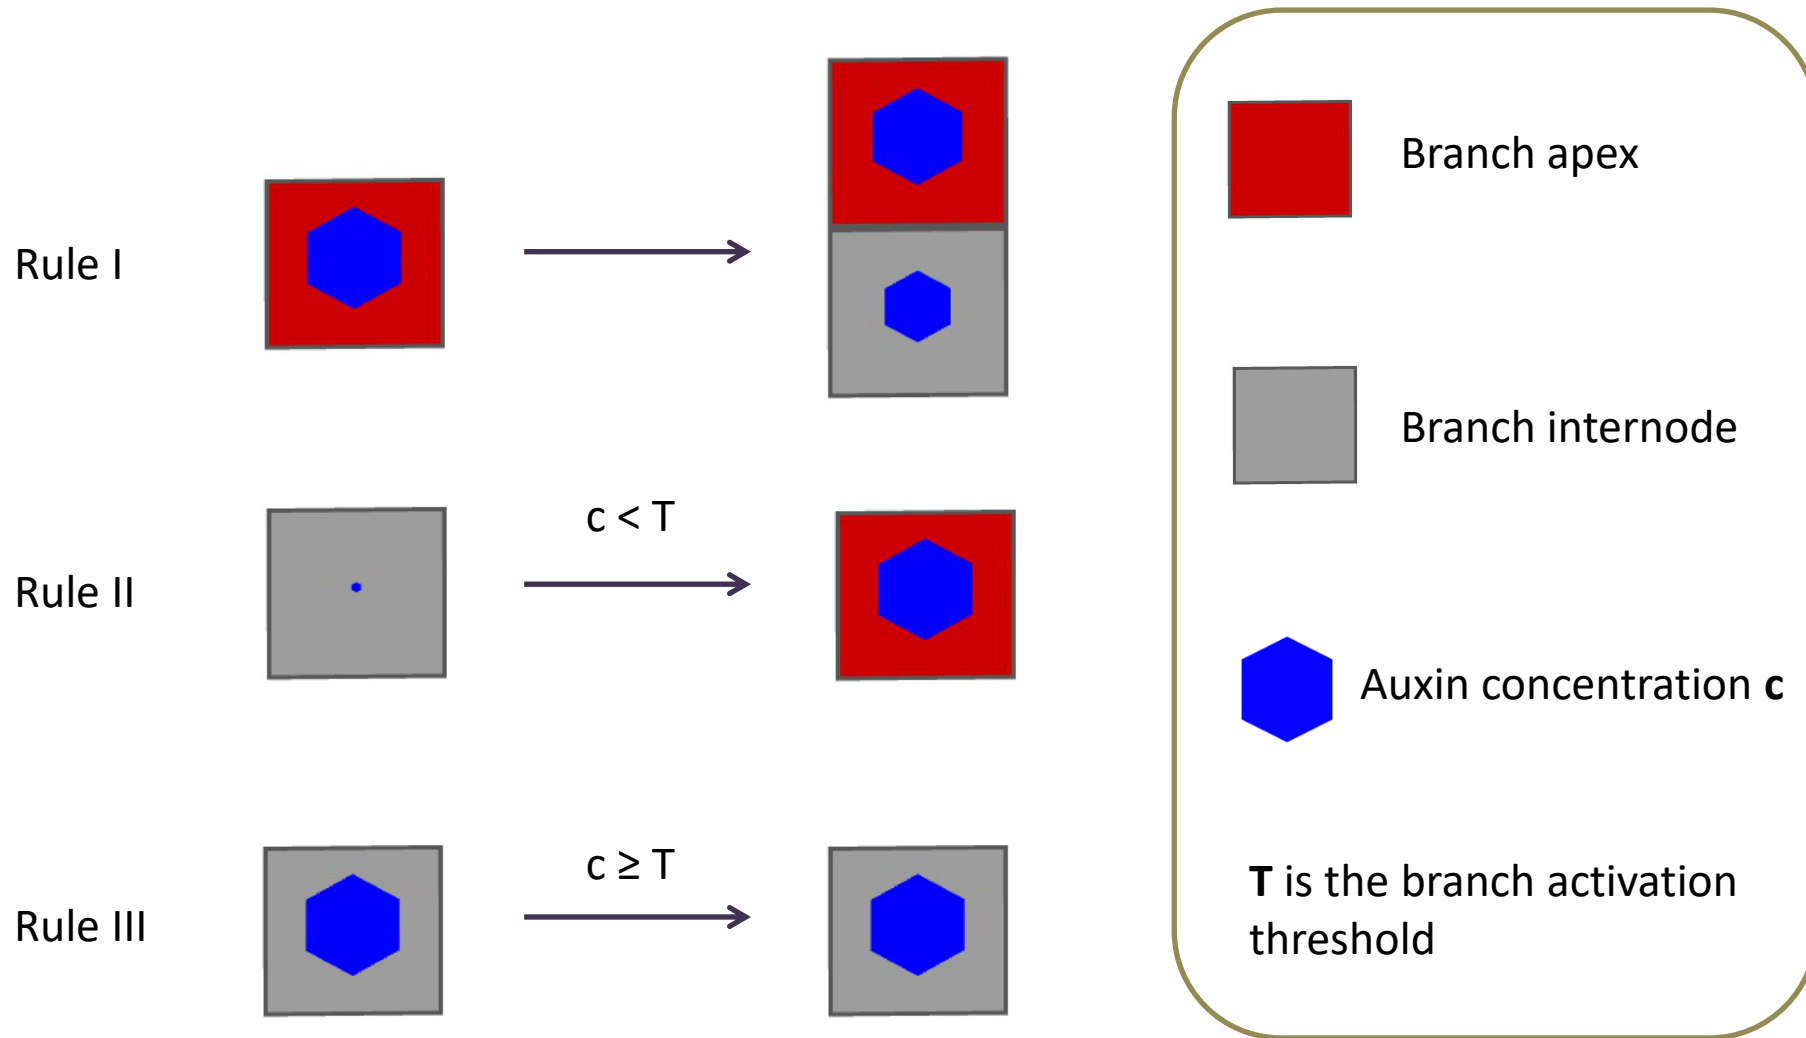 Rule I
c < T
Rule II
c ≥ T
Rule III
Branch apex
Branch internode
Auxin concentration c
T is the branch activation
threshold